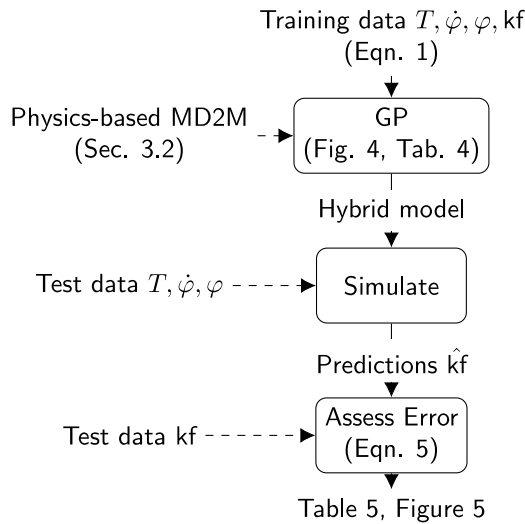 Training data T, φ̇, φ, kf
(Eqn. 1)
Physics-based MD2M
(Sec. 3.2)
GP
(Fig. 4, Tab. 4)
Hybrid model
Test data T, φ̇, φ
Simulate
Predictions k̂f
Test data kf
Assess Error
(Eqn. 5)
Table 5, Figure 5